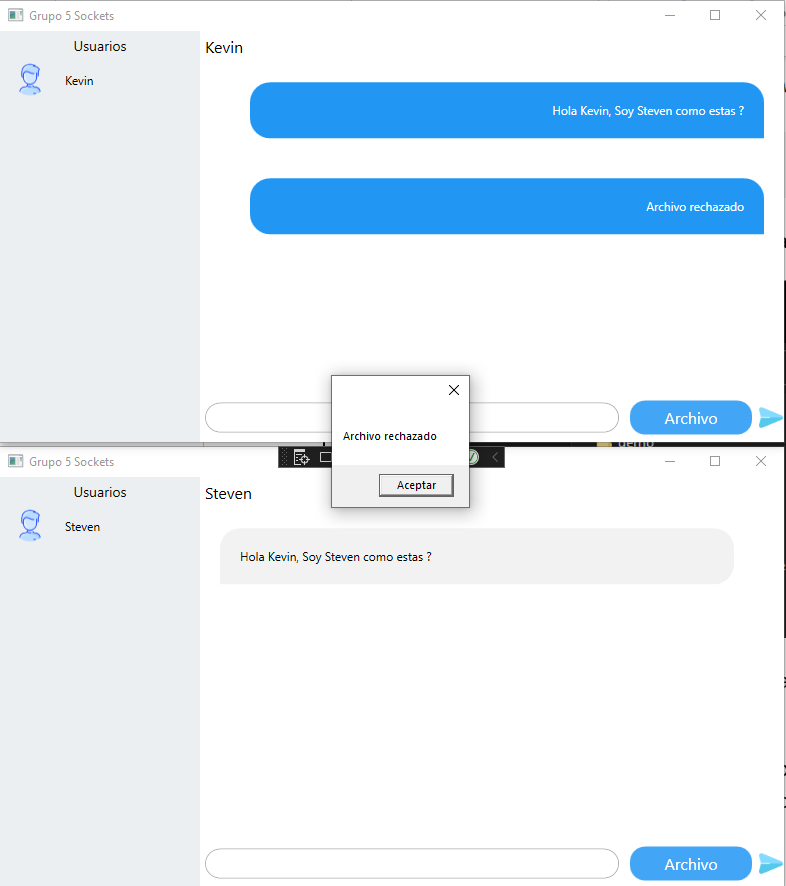 Grupo 5 Sockets
Usuarios
Kevin
Kevin
Hola Kevin, Soy Steven como estas ?
Archivo rechazado
Archivo
Archivo rechazado
Aceptar
demo
Grupo 5 Sockets
Usuarios
Steven
Steven
Hola Kevin, Soy Steven como estas ?
Archivo